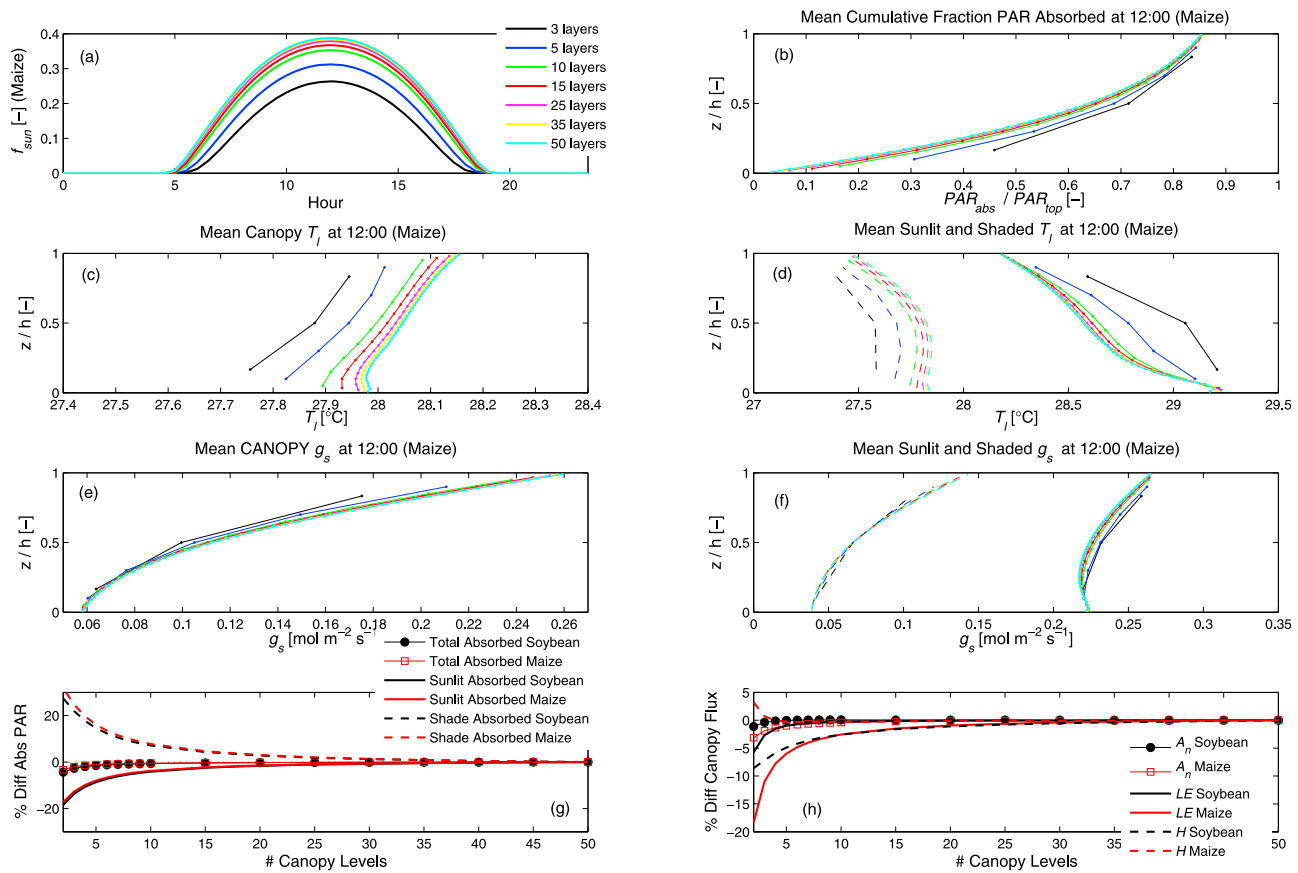 (a)
f_sun [–] (Maize)
0.4
0.3
0.2
0.1
0
0
5
10
15
20
Hour
3 layers
5 layers
10 layers
15 layers
25 layers
35 layers
50 layers
Mean Cumulative Fraction PAR Absorbed at 12:00 (Maize)
(b)
z / h [–]
1
0.5
0
0
0.1
0.2
0.3
0.4
0.5
0.6
0.7
0.8
0.9
1
PAR_abs / PAR_top [–]
Mean Canopy T_l at 12:00 (Maize)
(c)
z / h [–]
1
0.5
0
27.4
27.5
27.6
27.7
27.8
27.9
28
28.1
28.2
28.3
28.4
T_l [°C]
Mean Sunlit and Shaded T_l at 12:00 (Maize)
(d)
z / h [–]
1
0.5
0
27
27.5
28
28.5
29
29.5
T_l [°C]
Mean CANOPY g_s at 12:00 (Maize)
(e)
z / h [–]
1
0.5
0
0.06
0.08
0.1
0.12
0.14
0.16
0.18
0.2
0.22
0.24
0.26
g_s [mol m⁻² s⁻
Mean Sunlit and Shaded g_s at 12:00 (Maize)
(f)
z / h [–]
1
0.5
0
0
0.05
0.1
0.15
0.2
0.25
0.3
0.35
g_s [mol m⁻² s⁻¹]
Total Absorbed Soybean
Total Absorbed Maize
Sunlit Absorbed Soybean
Sunlit Absorbed Maize
Shade Absorbed Soybean
Shade Absorbed Maize
% Diff Abs PAR
20
0
−20
(g)
5
10
15
20
25
30
35
40
45
50
# Canopy Levels
% Diff Canopy Flux
5
0
−5
−10
−15
−20
(h)
A_n Soybean
A_n Maize
LE Soybean
LE Maize
H Soybean
H Maize
5
10
15
20
25
30
35
50
# Canopy Levels